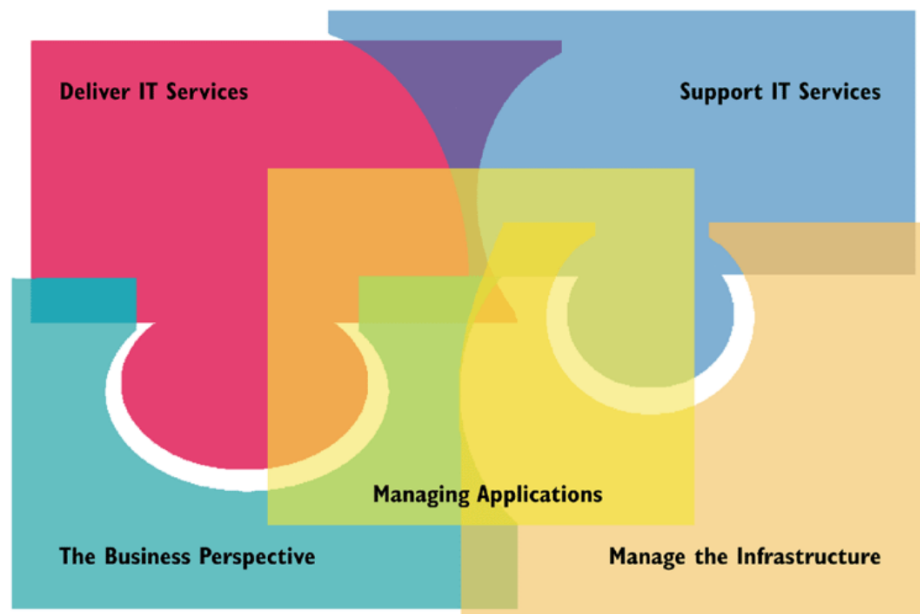 Deliver IT Services
Support IT Services
Managing Applications
The Business Perspective
Manage the Infrastructure